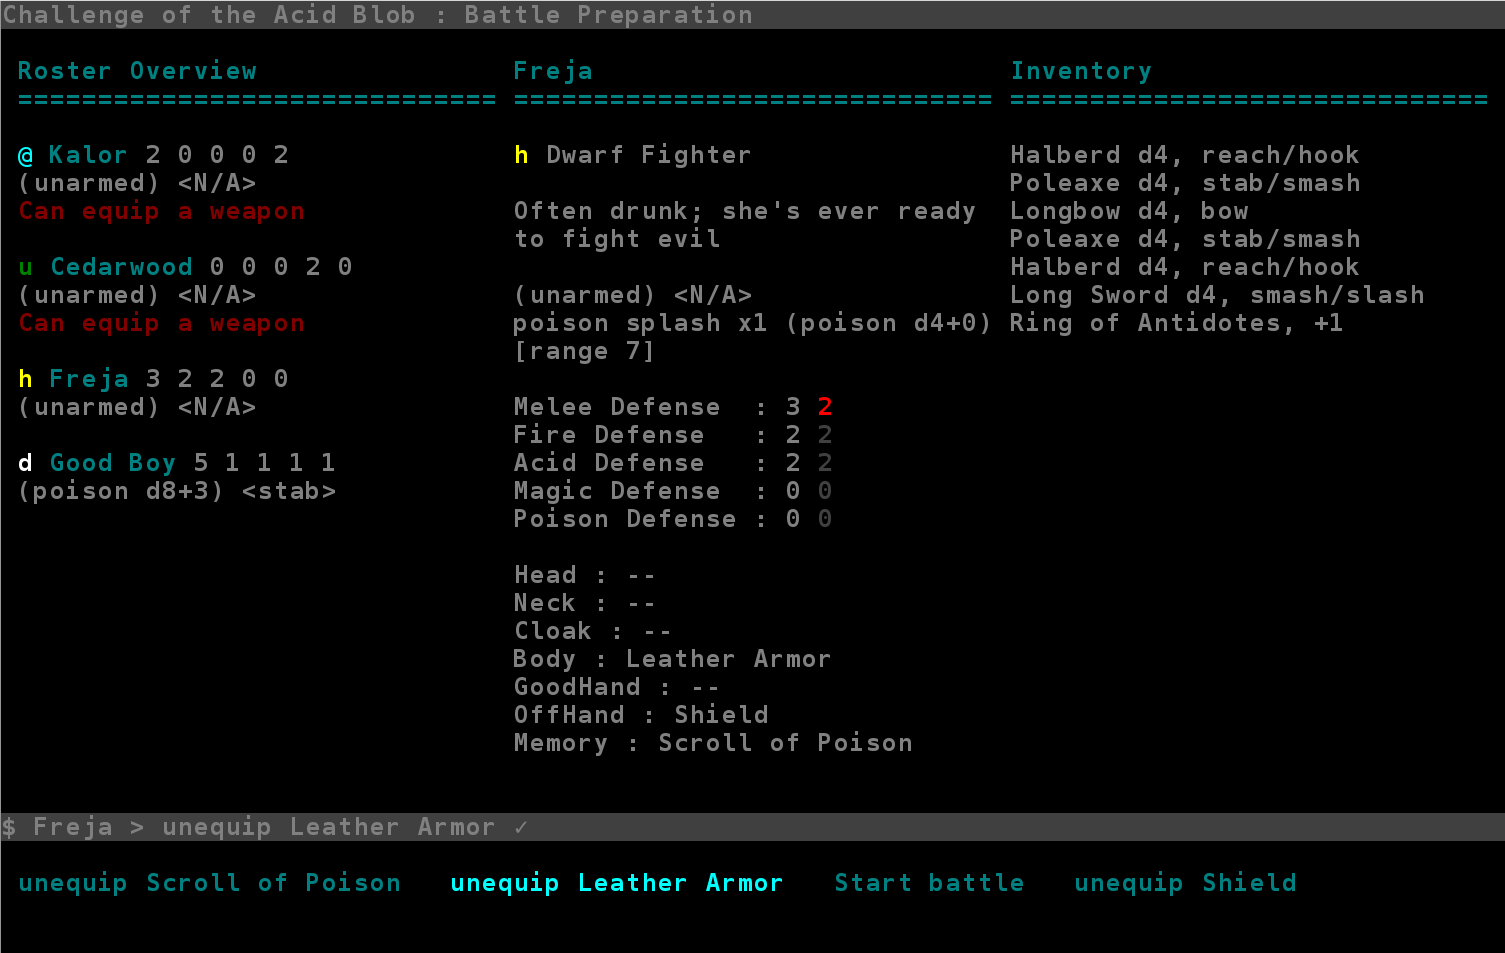 Challenge of the Acid Blob : Battle Preparation
Roster Overview
==============================
@ Kalor 2 0 0 0 2
(unarmed) <N/A>
Can equip a weapon
u Cedarwood 0 0 0 2 0
(unarmed) <N/A>
Can equip a weapon
h Freja 3 2 2 0 0
(unarmed) <N/A>
d Good Boy 5 1 1 1 1
(poison d8+3) <stab>
Freja
==============================
h Dwarf Fighter
Often drunk; she's ever ready
to fight evil
(unarmed) <N/A>
poison splash x1 (poison d4+0)
[range 7]
Melee Defense  : 3 2
Fire Defense   : 2 2
Acid Defense   : 2 2
Magic Defense  : 0 0
Poison Defense : 0 0
Head : --
Neck : --
Cloak : --
Body : Leather Armor
GoodHand : --
OffHand : Shield
Memory : Scroll of Poison
Inventory
==============================
Halberd d4, reach/hook
Poleaxe d4, stab/smash
Longbow d4, bow
Poleaxe d4, stab/smash
Halberd d4, reach/hook
Long Sword d4, smash/slash
Ring of Antidotes, +1
$ Freja > unequip Leather Armor ✓
unequip Scroll of Poison   unequip Leather Armor   Start battle   unequip Shield